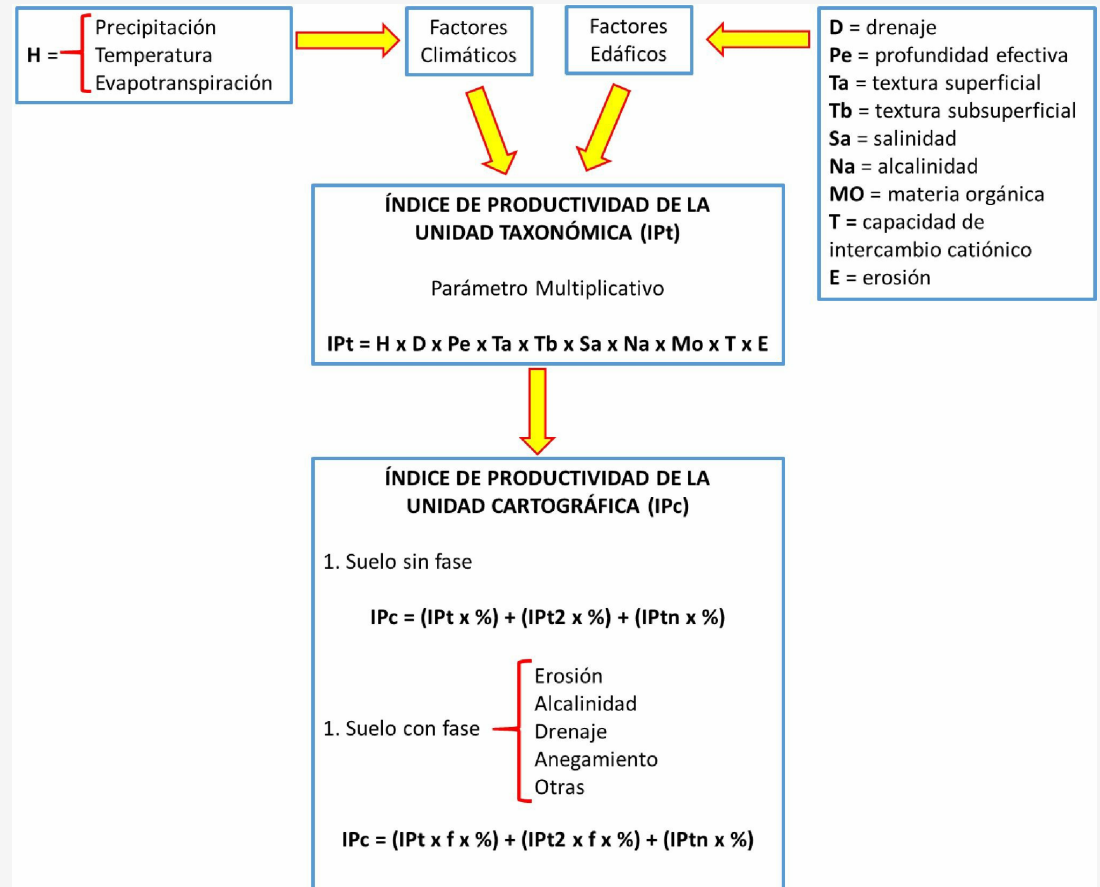 H =
Precipitación
Temperatura
Evapotranspiración
Factores
Climáticos
Factores
Edáficos
D = drenaje
Pe = profundidad efectiva
Ta = textura superficial
Tb = textura subsuperficial
Sa = salinidad
Na = alcalinidad
MO = materia orgánica
T = capacidad de
intercambio catiónico
E = erosión
ÍNDICE DE PRODUCTIVIDAD DE LA
UNIDAD TAXONÓMICA (IPt)
Parámetro Multiplicativo
IPt = H x D x Pe x Ta x Tb x Sa x Na x Mo x T x E
ÍNDICE DE PRODUCTIVIDAD DE LA
UNIDAD CARTOGRÁFICA (IPc)
1. Suelo sin fase
IPc = (IPt x %) + (IPt2 x %) + (IPtn x %)
1. Suelo con fase
Erosión
Alcalinidad
Drenaje
Anegamiento
Otras
IPc = (IPt x f x %) + (IPt2 x f x %) + (IPtn x %)